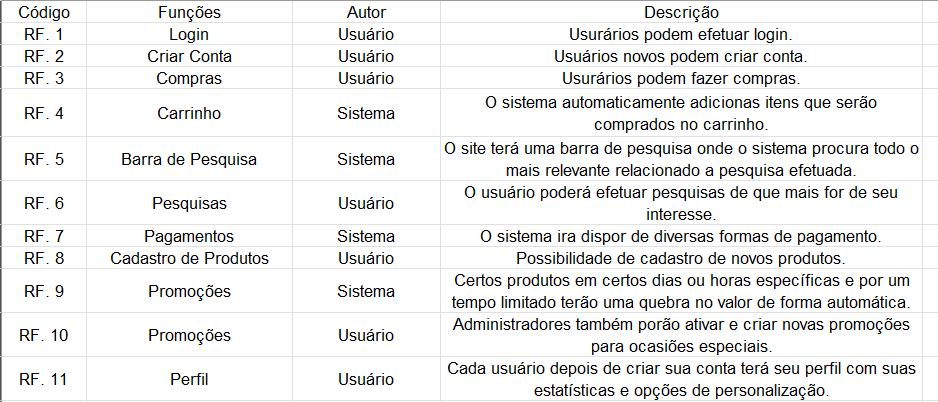 Código Funções Autor Descrição
RF. 1 Login Usuário Usurários podem efetuar login.
RF. 2 Criar Conta Usuário Usuários novos podem criar conta.
RF. 3 Compras Usuário Usurários podem fazer compras.
RF. 4 Carrinho Sistema O sistema automaticamente adicionas itens que serão
comprados no carrinho.
RF. 5 Barra de Pesquisa Sistema O site terá uma barra de pesquisa onde o sistema procura todo o
mais relevante relacionado a pesquisa efetuada.
RF. 6 Pesquisas Usuário O usuário poderá efetuar pesquisas de que mais for de seu
interesse.
RF. 7 Pagamentos Sistema O sistema ira dispor de diversas formas de pagamento.
RF. 8 Cadastro de Produtos Usuário Possibilidade de cadastro de novos produtos.
RF. 9 Promoções Sistema Certos produtos em certos dias ou horas específicas e por um
tempo limitado terão uma quebra no valor de forma automática.
RF. 10 Promoções Usuário Administradores também porão ativar e criar novas promoções
para ocasiões especiais.
RF. 11 Perfil Usuário Cada usuário depois de criar sua conta terá seu perfil com suas
estatísticas e opções de personalização.